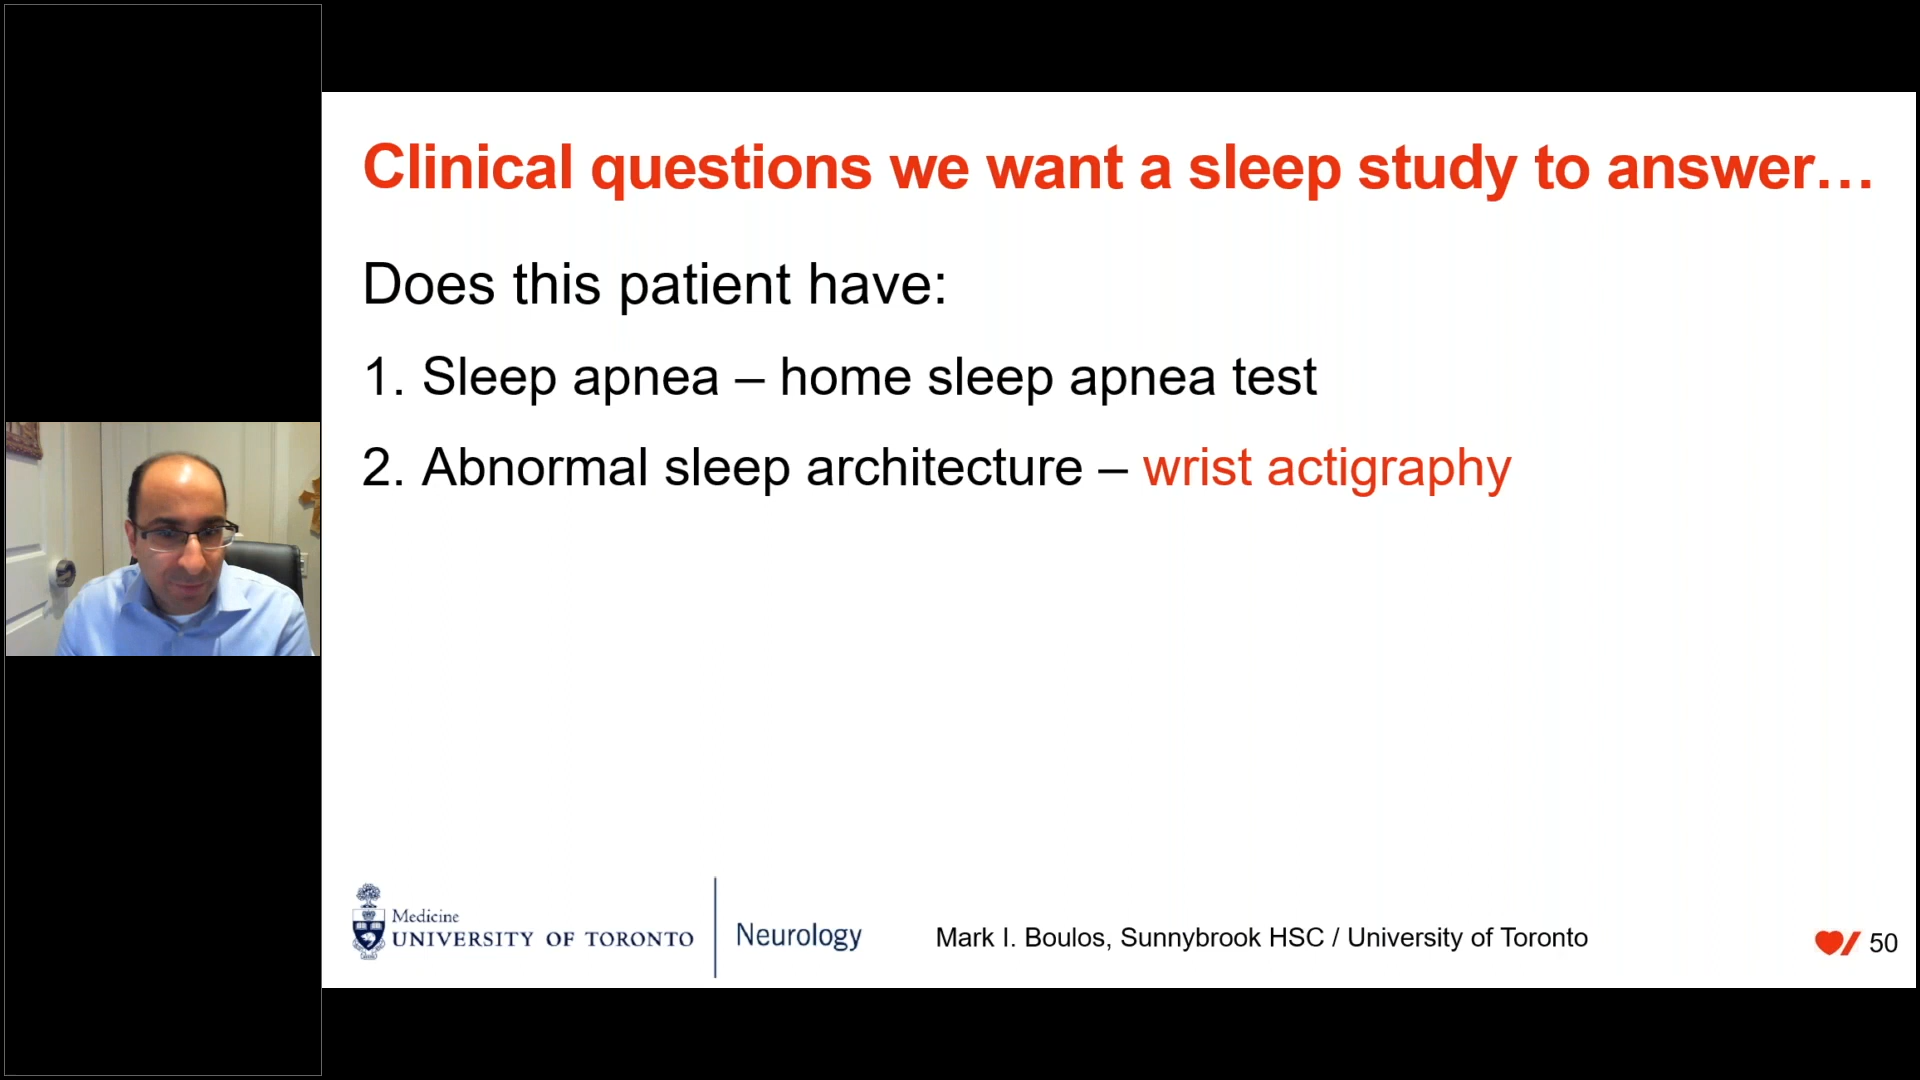 Clinical questions we want a sleep study to answer…
Does this patient have:
1. Sleep apnea – home sleep apnea test
2. Abnormal sleep architecture – wrist actigraphy
Medicine
UNIVERSITY OF TORONTO
Neurology
Mark I. Boulos, Sunnybrook HSC / University of Toronto
50